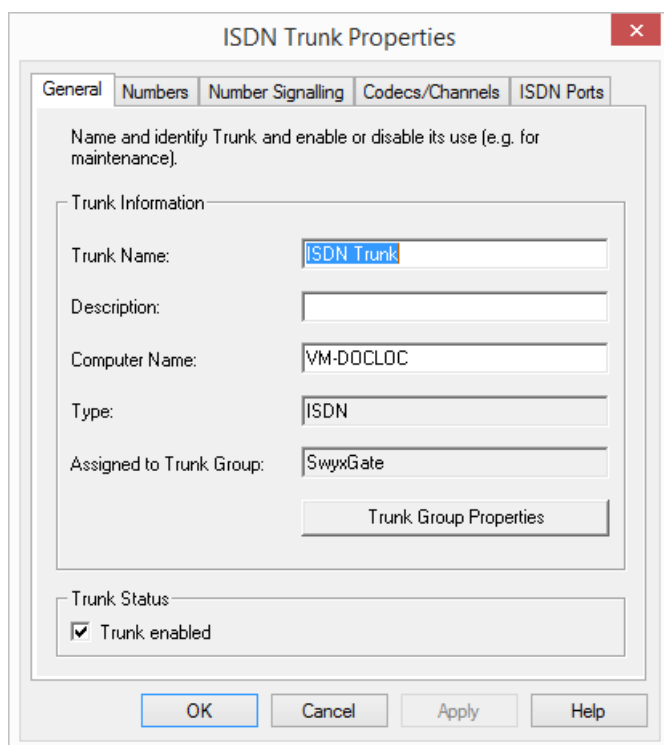 ISDN Trunk Properties
General Numbers Number Signalling Codecs/Channels ISDN Ports
Name and identify Trunk and enable or disable its use (e.g. for
maintenance).
Trunk Information
Trunk Name: ISDN Trunk
Description:
Computer Name: VM-DOCLOC
Type: ISDN
Assigned to Trunk Group: SwyxGate
Trunk Group Properties
Trunk Status
Trunk enabled
OK Cancel Apply Help